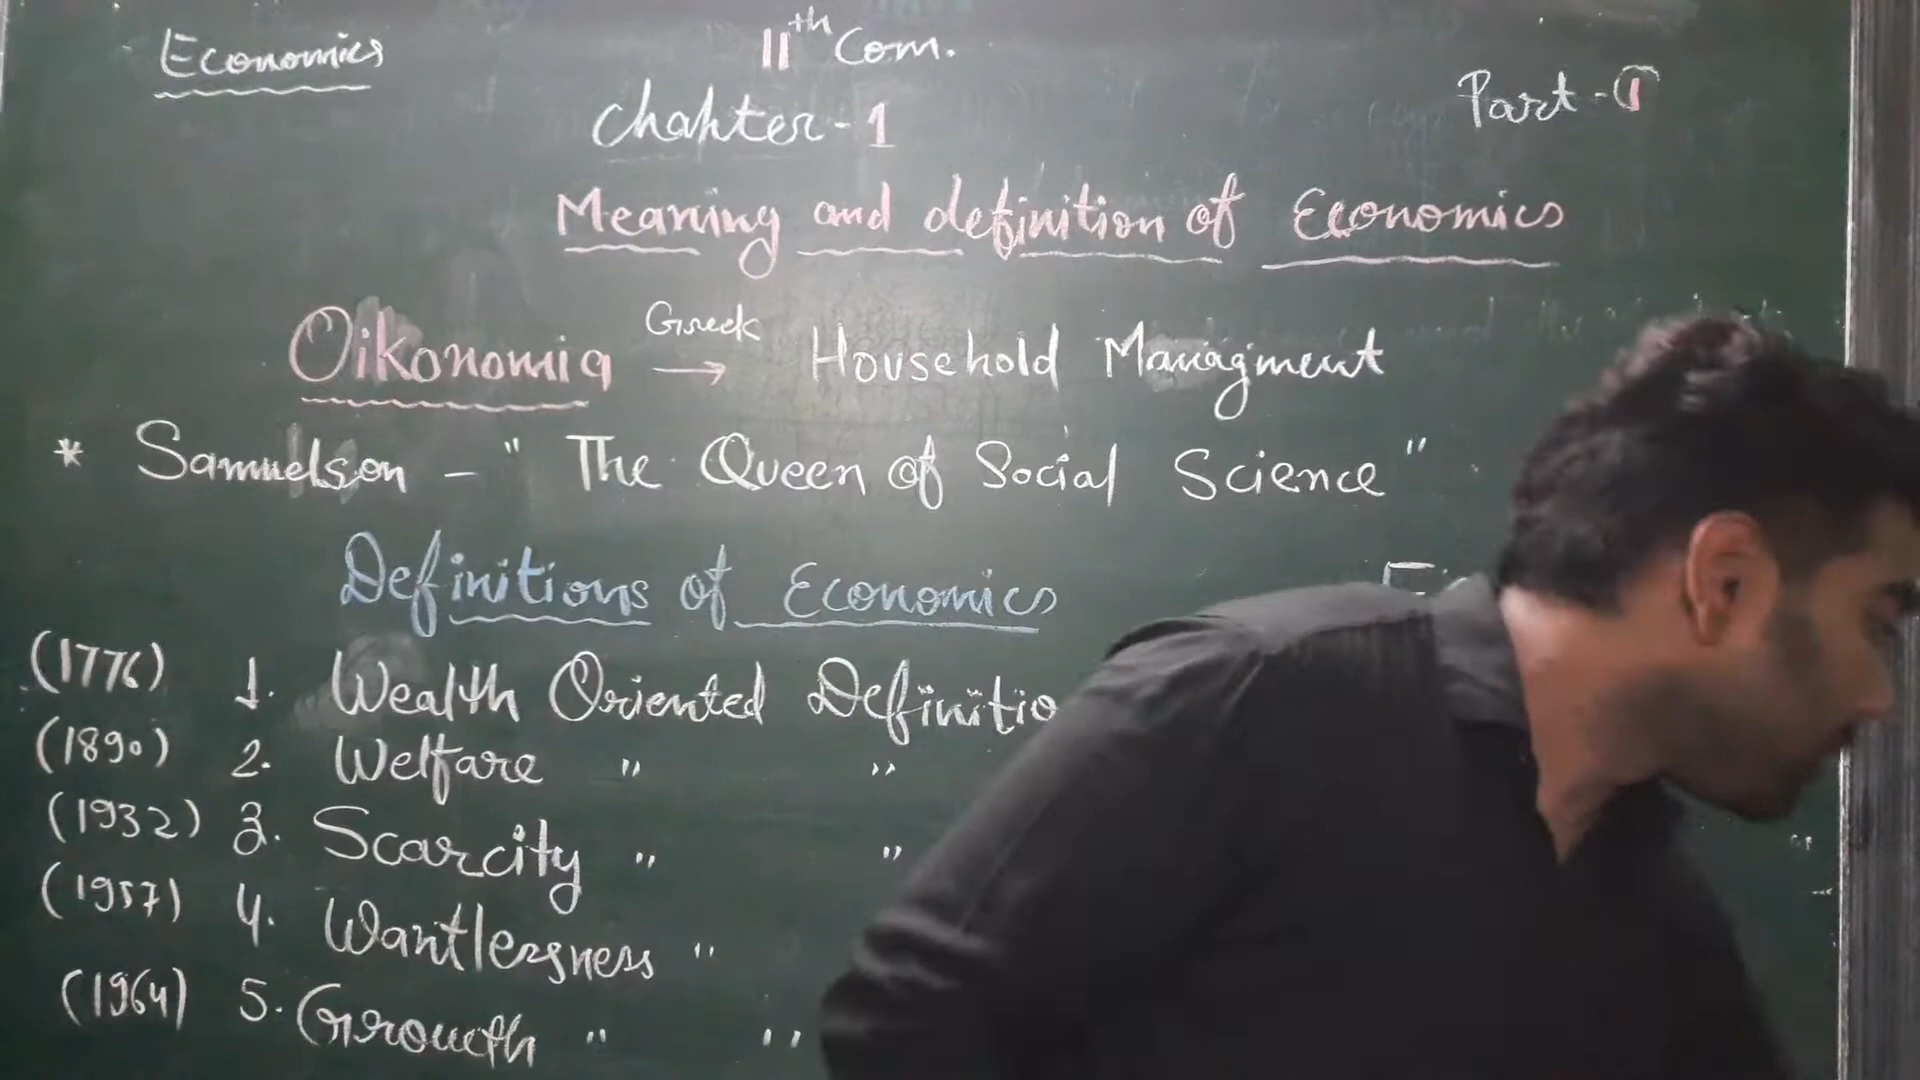 Economics
11th Com.
Part-1
Chahter-1
Meaning and definition of Economics
Oikonomia Greek → Household Managment
* Samuelson - " The Queen of Social Science "
Definitions of Economics
(1776) 1. Wealth Oriented Definitio
(1890) 2. Welfare " "
(1932) 3. Scarcity " "
(1957) 4. Wantlessness "
(1964) 5. Growth " "